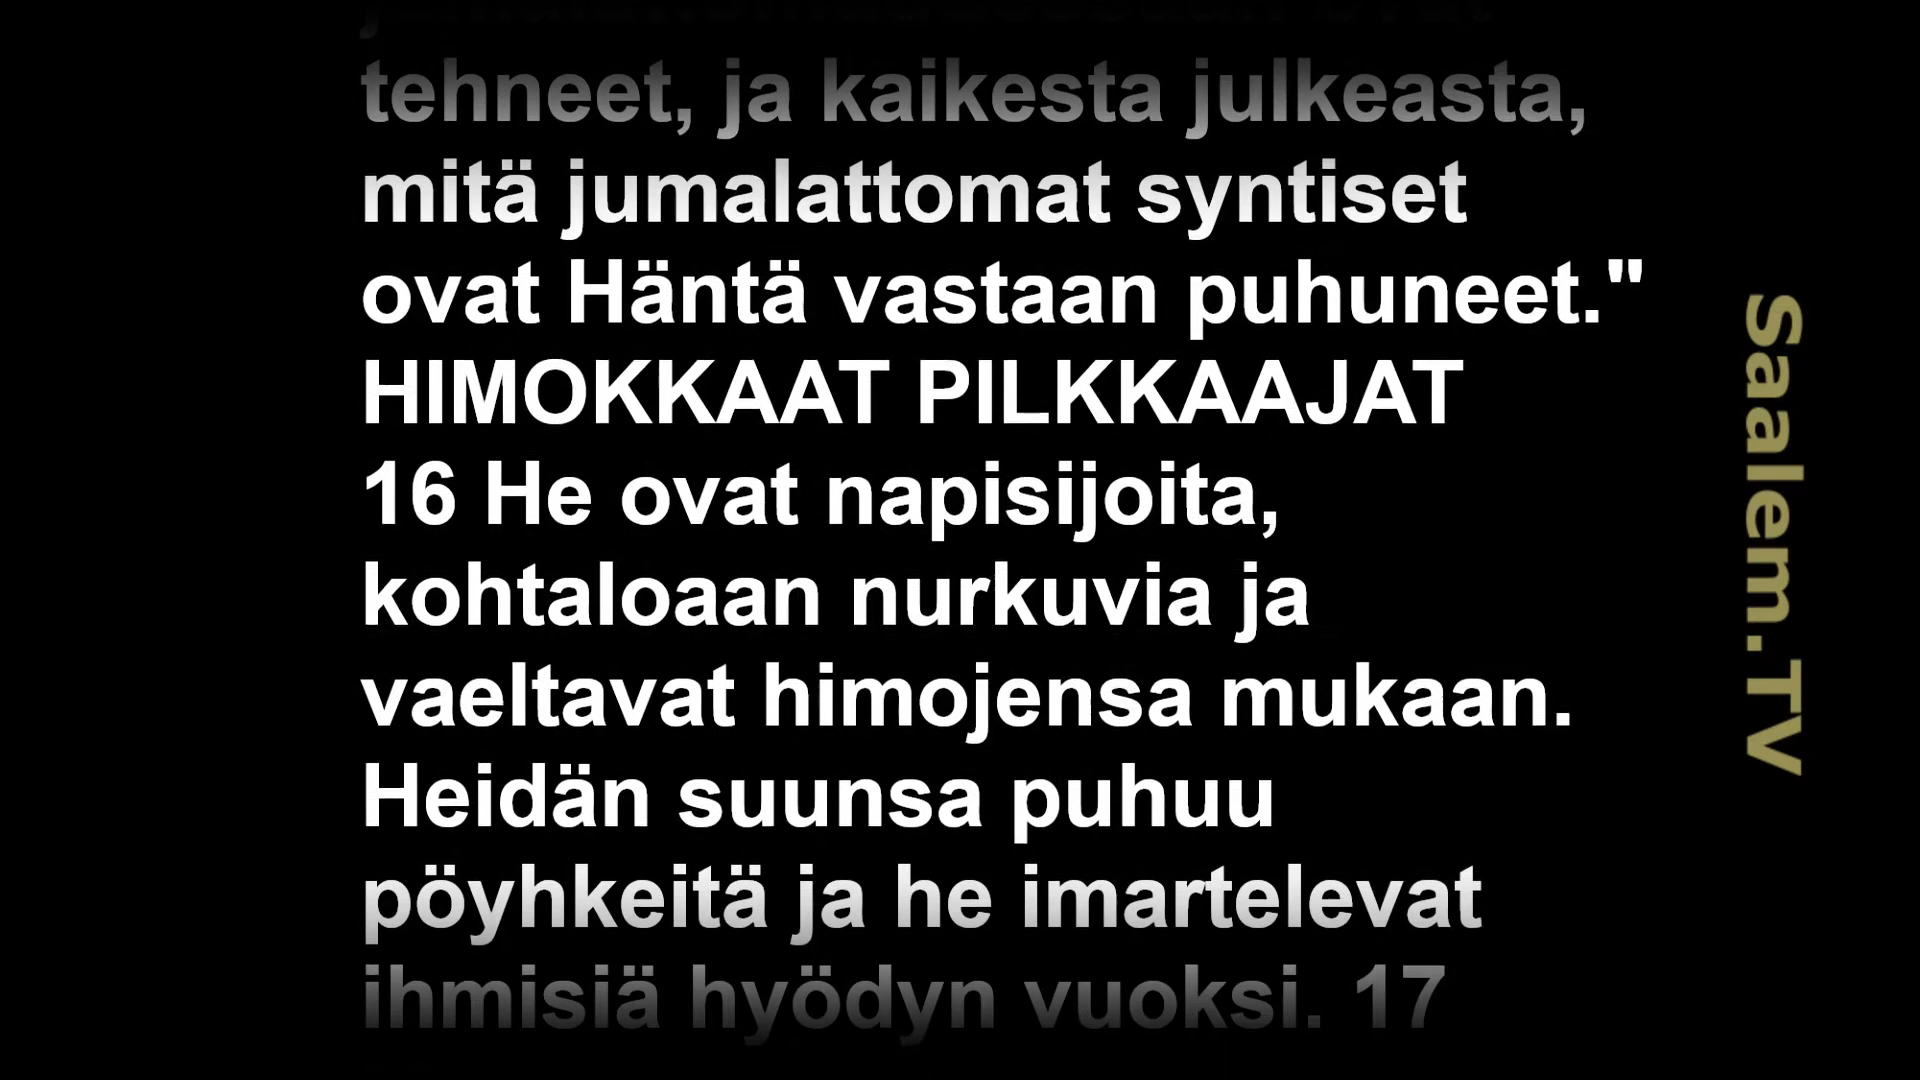 tehneet, ja kaikesta julkeasta,
mitä jumalattomat syntiset
ovat Häntä vastaan puhuneet."
HIMOKKAAT PILKKAAJAT
16 He ovat napisijoita,
kohtaloaan nurkuvia ja
vaeltavat himojensa mukaan.
Heidän suunsa puhuu
pöyhkeitä ja he imartelevat
ihmisiä hyödyn vuoksi. 17
Saalem.TV